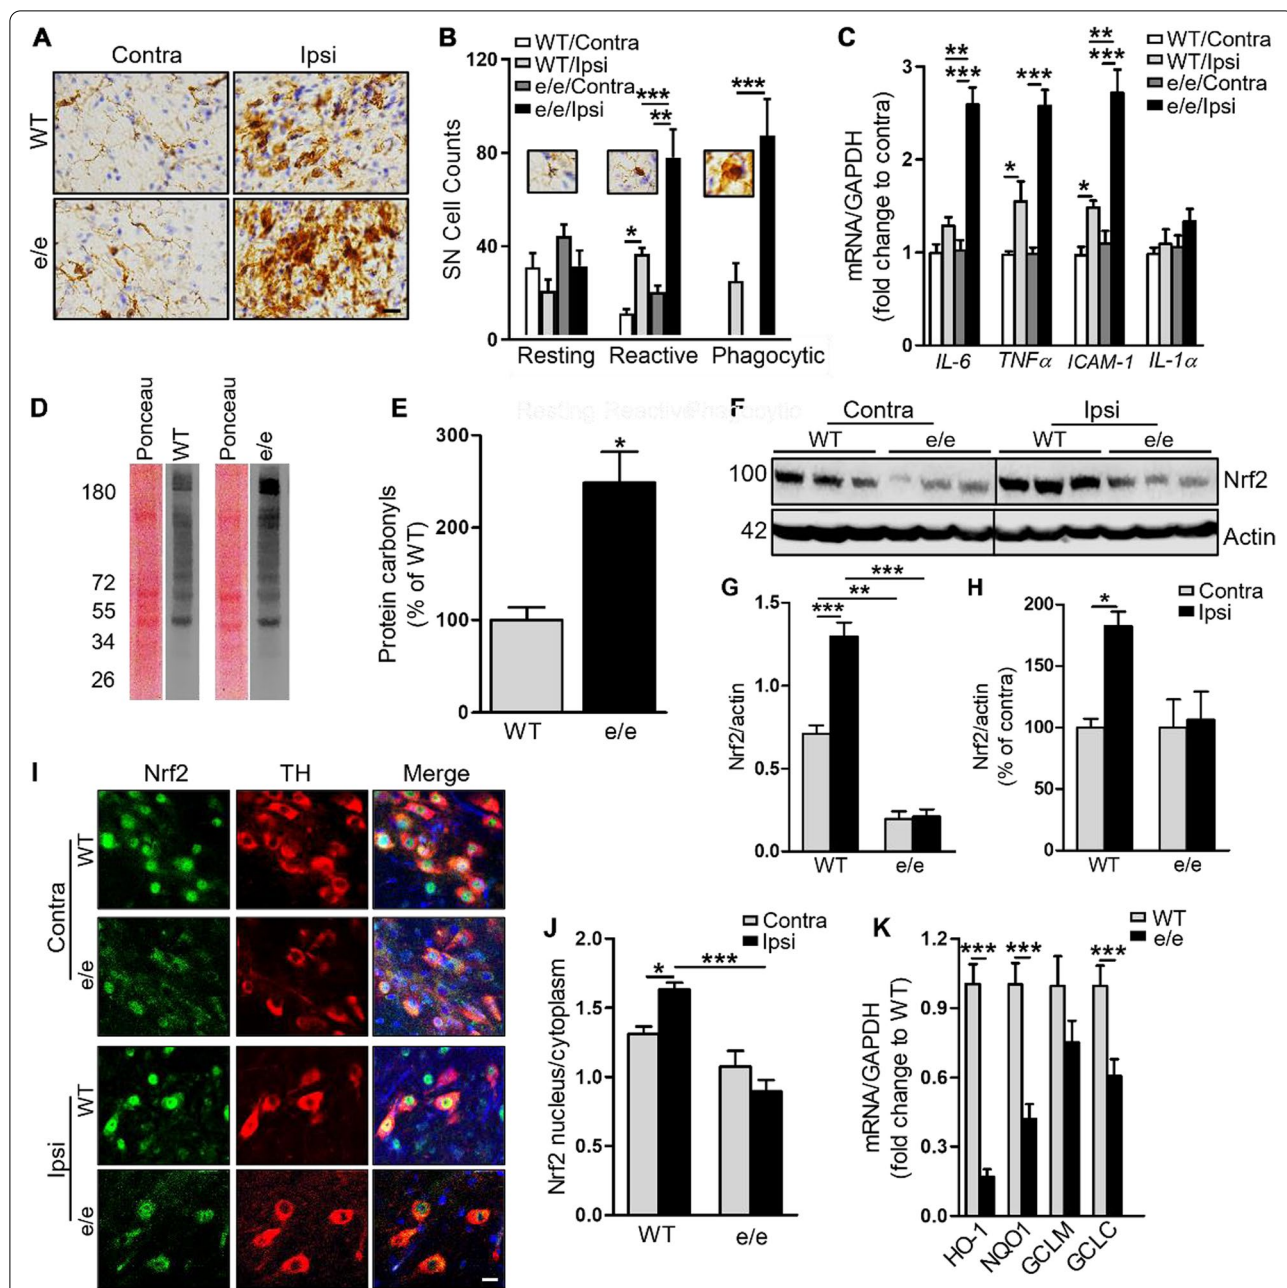 A
Contra Ipsi
WT
e/e
B
WT/Contra
WT/Ipsi
e/e/Contra
e/e/Ipsi
SN Cell Counts
120
80
40
0
***
**
*
***
Resting Reactive Phagocytic
C
WT/Contra
WT/Ipsi
e/e/Contra
e/e/Ipsi
mRNA/GAPDH
(fold change to contra)
3
2
1
0
**
***
*
***
**
***
*
IL-6 TNFα ICAM-1 IL-1α
D
Ponceau WT Ponceau e/e
180
72
55
34
26
Resting Reactive Phagocytic
E
Protein carbonyls
(% of WT)
300
200
100
0
*
WT e/e
F
Contra Ipsi
WT e/e WT e/e
100 Nrf2
42 Actin
G
Nrf2/actin
1.5
1.0
0.5
0.0
***
**
***
WT e/e
H
Contra
Ipsi
Nrf2/actin
(% of contra)
200
150
100
50
0
*
WT e/e
I
Nrf2 TH Merge
Contra
WT
e/e
Ipsi
WT
e/e
J
Contra
Ipsi
Nrf2 nucleus/cytoplasm
2.0
1.5
1.0
0.5
0.0
*
***
WT e/e
K
WT
e/e
mRNA/GAPDH
(fold change to WT)
1.2
0.9
0.6
0.3
0.0
*** *** ***
HO-1 NQO1 GCLM GCLC